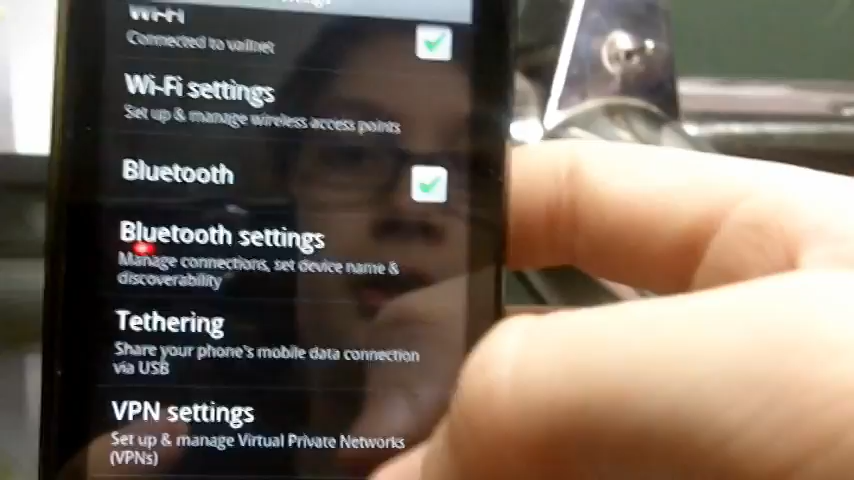 Wi-Fi
Connected to
Wi-Fi settings
Set up & manage wireless access points
Bluetooth
Bluetooth settings
Manage connections, set device name &
discoverability
Tethering
Share your phone's mobile data connection
via USB
VPN settings
Set up & manage Virtual Private Networks
(VPNs)